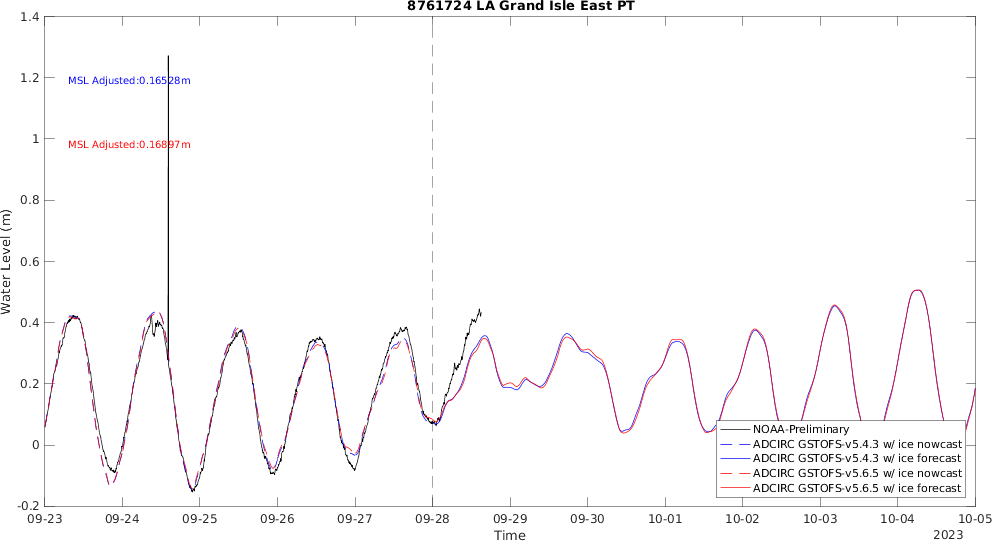 8761724 LA Grand Isle East PT
1.4
1.2
1
0.8
0.6
0.4
0.2
0
-0.2
Water Level (m)
MSL Adjusted:0.16528m
MSL Adjusted:0.16897m
NOAA-Preliminary
ADCIRC GSTOFS-v5.4.3 w/ ice nowcast
ADCIRC GSTOFS-v5.4.3 w/ ice forecast
ADCIRC GSTOFS-v5.6.5 w/ ice nowcast
ADCIRC GSTOFS-v5.6.5 w/ ice forecast
09-23 09-24 09-25 09-26 09-27 09-28 09-29 09-30 10-01 10-02 10-03 10-04 10-05
Time
2023